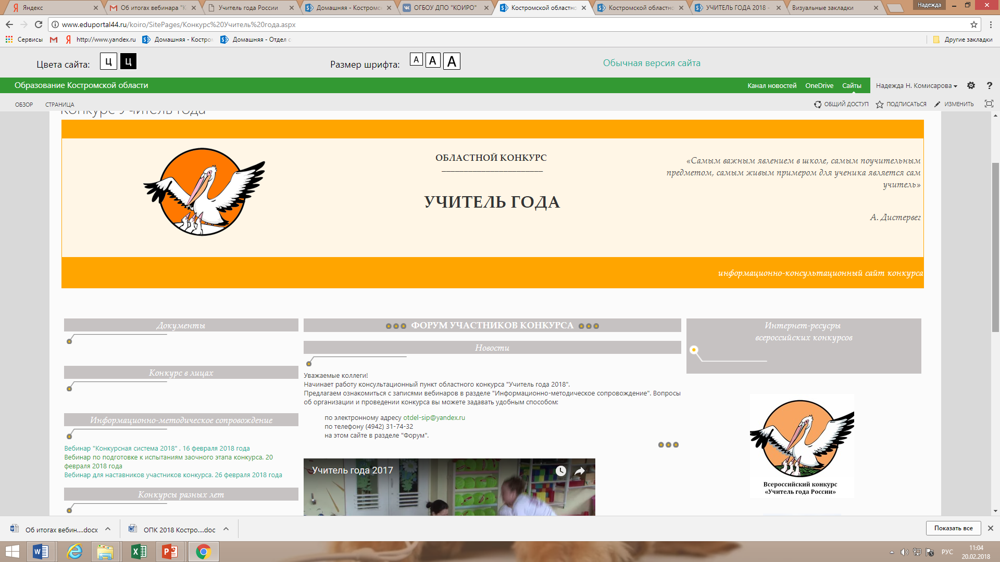 Яндекс
Об итогах вебинара "К
Учитель года России
Домашняя - Костромс
ОГБОУ ДПО "КОИРО"
Костромской областно
Костромской областно
УЧИТЕЛЬ ГОДА 2018 -
Визуальные закладки
Надежда
www.eduportal44.ru/koiro/SitePages/Конкурс%20Учитель%20года.aspx
Сервисы
http://www.yandex.ru
Домашняя - Костром
Домашняя - Отдел с
Другие закладки
Цвета сайта:
Ц
Ц
Размер шрифта:
A
A
A
Обычная версия сайта
Образование Костромской области
Канал новостей
OneDrive
Сайты
Надежда Н. Комисарова
?
ОБЗОР
СТРАНИЦА
ОБЩИЙ ДОСТУП
ПОДПИСАТЬСЯ
ИЗМЕНИТЬ
Конкурс Учитель года
ОБЛАСТНОЙ КОНКУРС
УЧИТЕЛЬ ГОДА
«Самым важным явлением в школе, самым поучительным
предметом, самым живым примером для ученика является сам
учитель»
А. Дистервег
информационно-консультационный сайт конкурса
Документы
Конкурс в лицах
Информационно-методическое сопровождение
Вебинар "Конкурсная система 2018" . 16 февраля 2018 года
Вебинар по подготовке к испытаниям заочного этапа конкурса. 20
февраля 2018 года
Вебинар для наставников участников конкурса. 26 февраля 2018 года
Конкурсы разных лет
ФОРУМ УЧАСТНИКОВ КОНКУРСА
Новости
Уважаемые коллеги!
Начинает работу консультационный пункт областного конкурса "Учитель года 2018".
Предлагаем ознакомиться с записями вебинаров в разделе "Информационно-методическое сопровождение". Вопросы
об организации и проведении конкурса вы можете задавать удобным способом:
по электронному адресу otdel-sip@yandex.ru
по телефону (4942) 31-74-32
на этом сайте в разделе "Форум".
Учитель года 2017
Интернет-ресусры
всероссийских конкурсов
Всероссийский конкурс
«Учитель года России»
Об итогах вебин....docx
ОПК 2018 Костро....doc
Показать все
РУС
11:04
20.02.2018